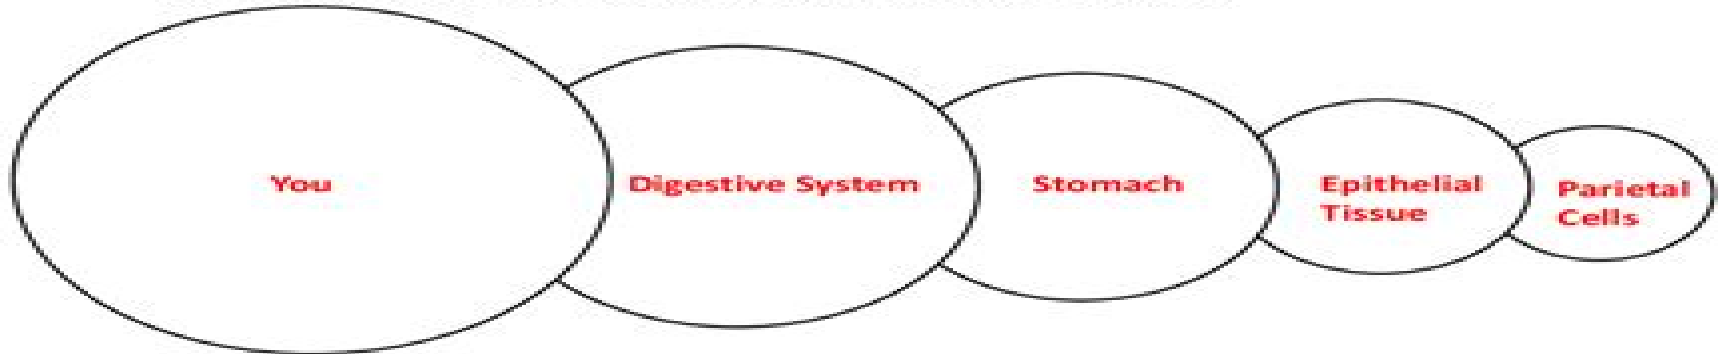 You
Digestive System
Stomach
Epithelial
Tissue
Parietal
Cells